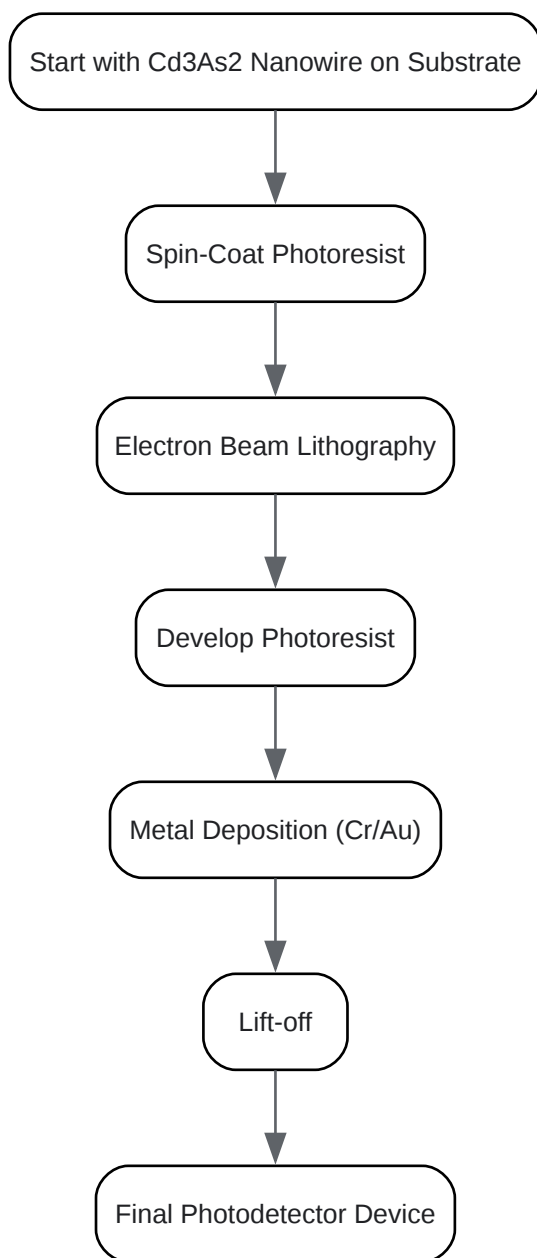 Start with Cd3As2 Nanowire on Substrate
Spin-Coat Photoresist
Electron Beam Lithography
Develop Photoresist
Metal Deposition (Cr/Au)
Lift-off
Final Photodetector Device